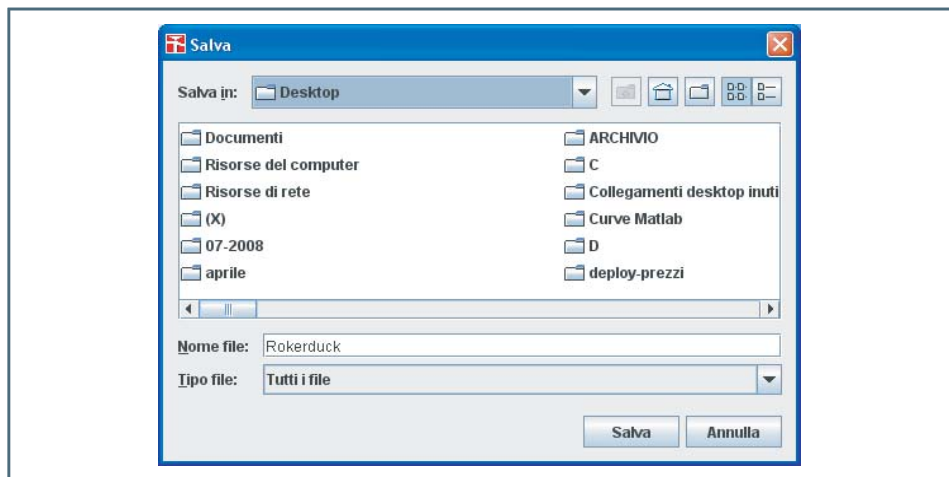 Salva
Salva in: Desktop
Documenti
Risorse del computer
Risorse di rete
(X)
07-2008
aprile
ARCHIVIO
C
Collegamenti desktop inuti
Curve Matlab
D
deploy-prezzi
Nome file: Rokerduck
Tipo file: Tutti i file
Salva Annulla